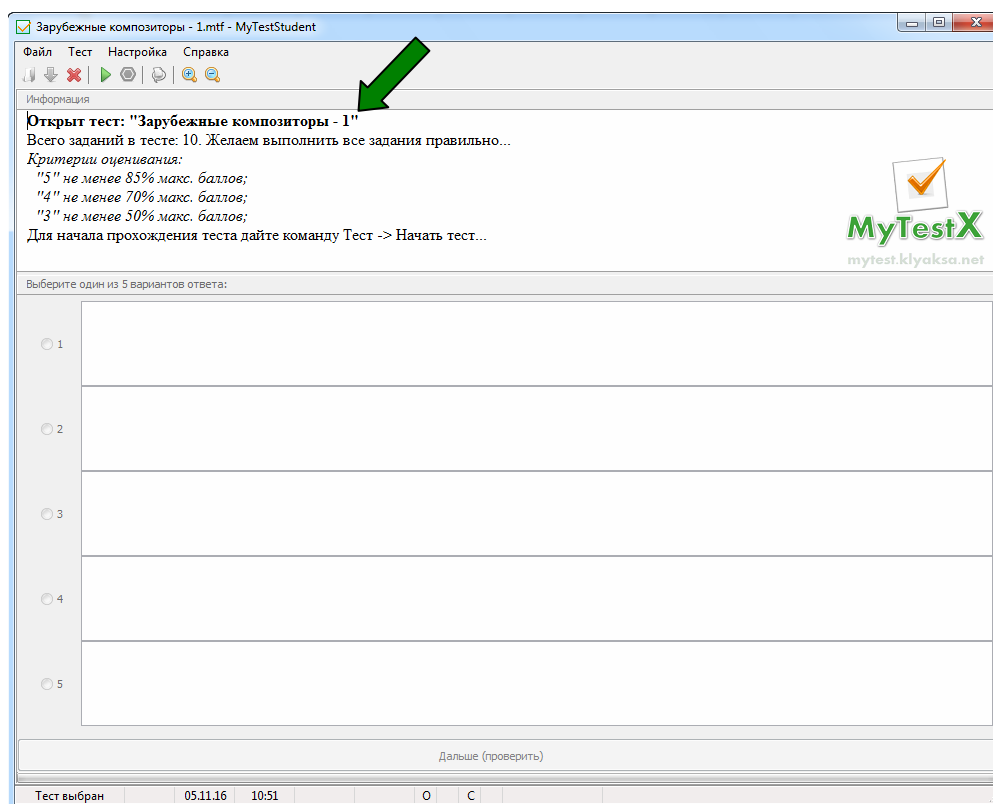 Зарубежные композиторы - 1.mtf - MyTestStudent
Файл Тест Настройка Справка
Информация
Открыт тест: "Зарубежные композиторы - 1"
Всего заданий в тесте: 10. Желаем выполнить все задания правильно...
Критерии оценивания:
"5" не менее 85% макс. баллов;
"4" не менее 70% макс. баллов;
"3" не менее 50% макс. баллов;
Для начала прохождения теста дайте команду Тест -> Начать тест...
MyTestX
mytest.klyaksa.net
Выберите один из 5 вариантов ответа:
1
2
3
4
5
Дальше (проверить)
Тест выбран 05.11.16 10:51 О С